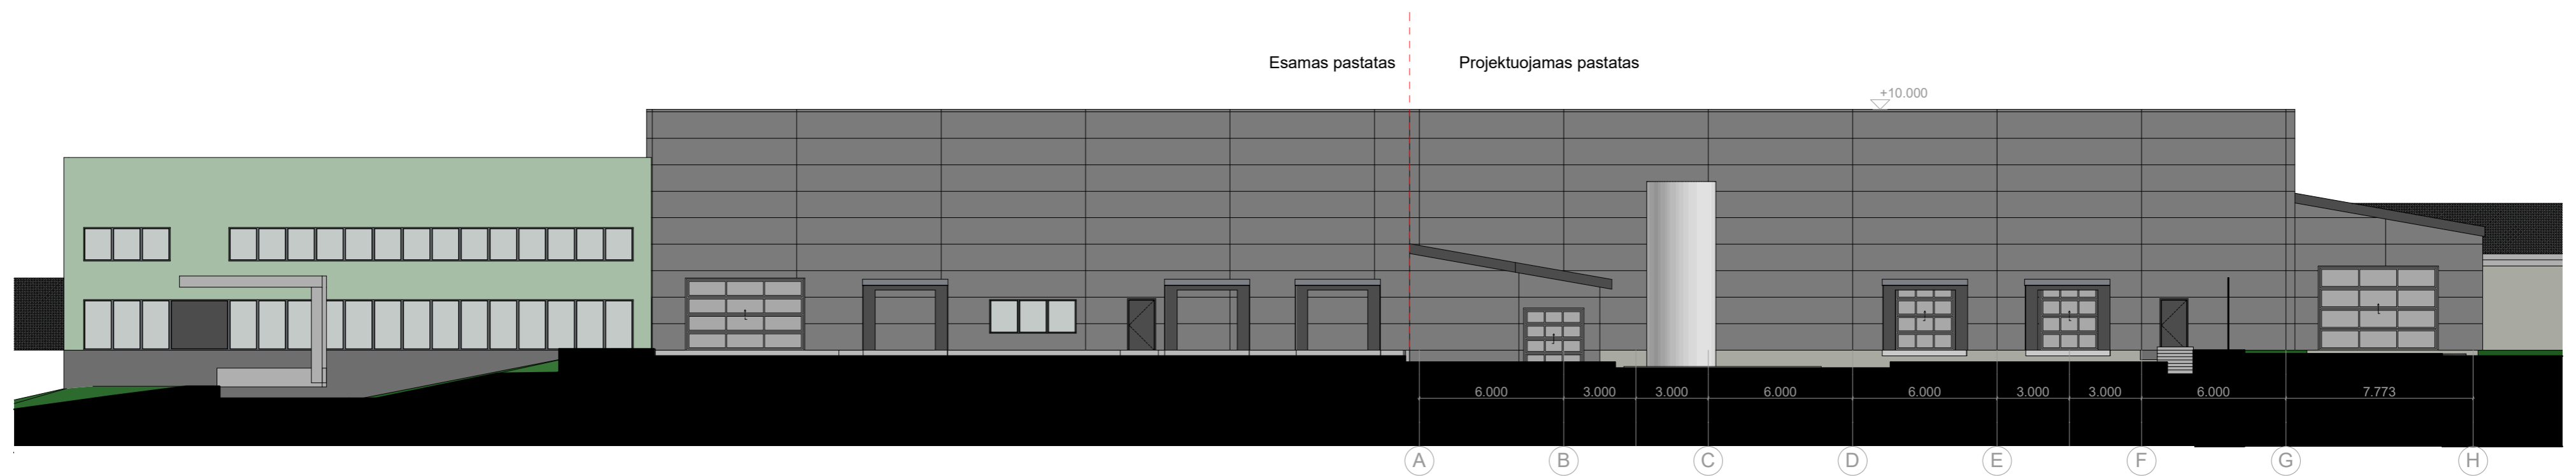 Esamas pastatas
Projektuojamas pastatas
+10.000
6.000
3.000
3.000
6.000
6.000
3.000
3.000
6.000
7.773
A
B
C
D
E
F
G
H